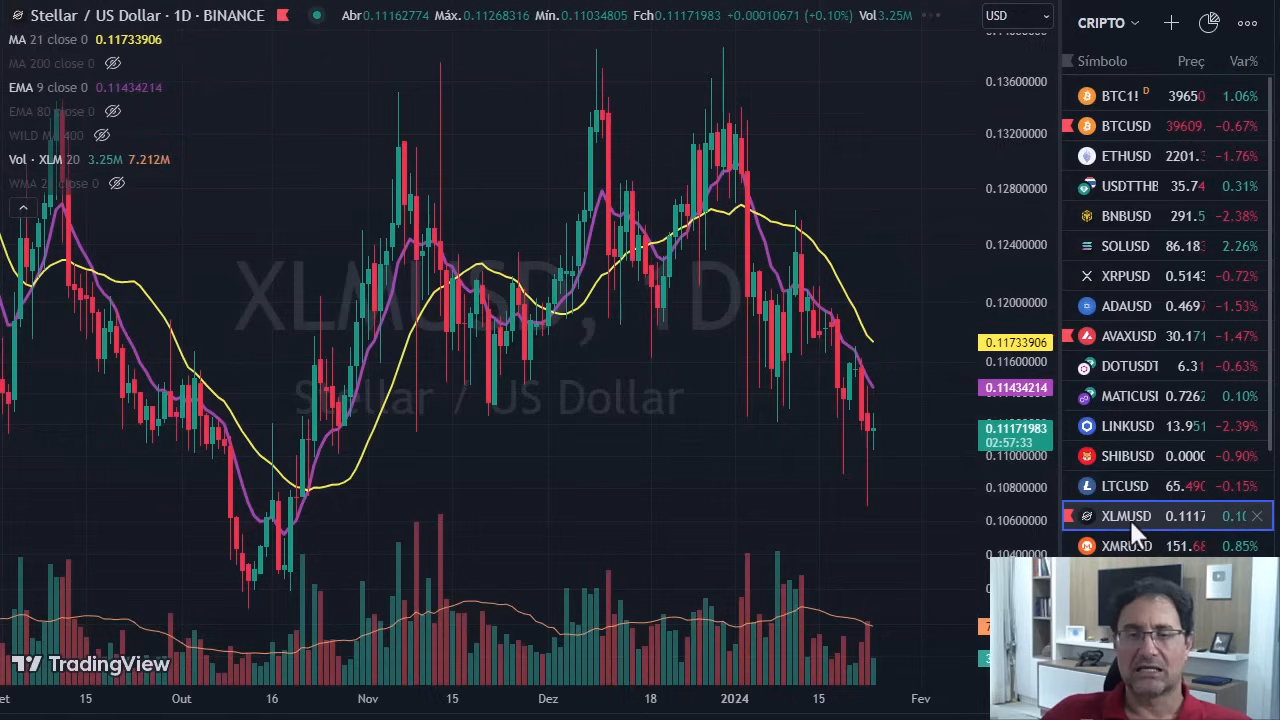 Stellar / US Dollar · 1D · BINANCE Abr0.11162774 Máx.0.11268316 Mín.0.11034805 Fch0.11171983 +0.00010671 (+0.10%) Vol3.25M
MA 21 close 0 0.11733906
MA 200 close 0
EMA 9 close 0 0.11434214
EMA 80 close 0
Vol · XLM 20 3.25M 7.212M
XLMUSD, 1D
Stellar / US Dollar
USD
0.13600000
0.13200000
0.12800000
0.12400000
0.12000000
0.11733906
0.11600000
0.11434214
0.11171983
02:57:33
0.11000000
0.10800000
0.10600000
0.10400000
TradingView
15 Out 16 Nov 15 Dez 18 2024 15 Fev
CRIPTO
Símbolo Preç Var%
BTC1! D 39650 1.06%
BTCUSD 39609. −0.67%
ETHUSD 2201. −1.76%
USDTTHB 35.74 0.31%
BNBUSD 291.5 −2.38%
SOLUSD 86.18 2.26%
XRPUSD 0.5143 −0.72%
ADAUSD 0.4697 −1.53%
AVAXUSD 30.171 −1.47%
DOTUSDT 6.31 −0.63%
MATICUSD 0.7262 0.10%
LINKUSD 13.951 −2.39%
SHIBUSD 0.0000 −0.90%
LTCUSD 65.490 −0.15%
XLMUSD 0.1117 0.10
XMRUSD 151.68 0.85%